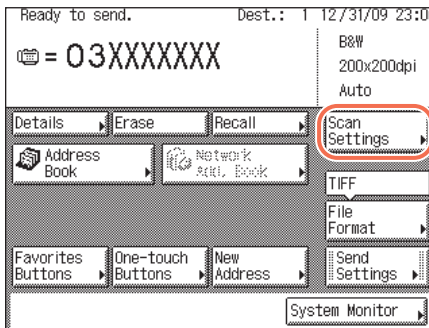 Ready to send. Dest.: 1 12/31/09 23:0
= 03XXXXXXX
B&W
200x200dpi
Auto
Details Erase Recall
Scan
Settings
Address
Book
Network
Add. Book
TIFF
File
Format
Favorites
Buttons
One-touch
Buttons
New
Address
Send
Settings
System Monitor